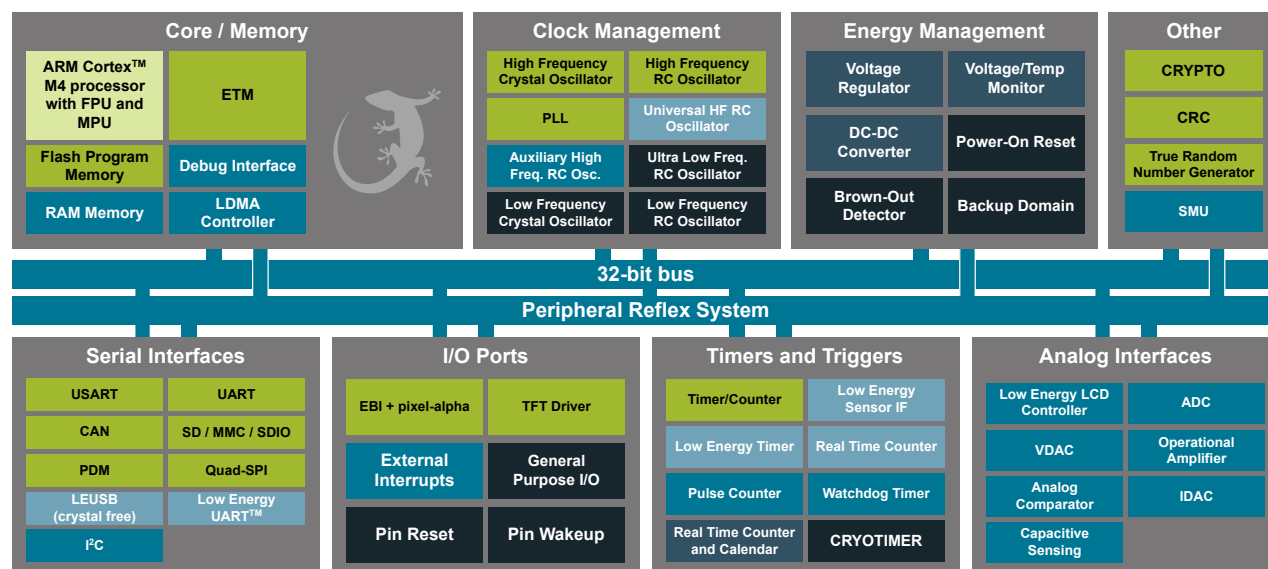 Core / Memory
ARM Cortex™
M4 processor
with FPU and
MPU
ETM
Flash Program
Memory
Debug Interface
RAM Memory
LDMA
Controller
Clock Management
High Frequency
Crystal Oscillator
High Frequency
RC Oscillator
PLL
Universal HF RC
Oscillator
Auxiliary High
Freq. RC Osc.
Ultra Low Freq.
RC Oscillator
Low Frequency
Crystal Oscillator
Low Frequency
RC Oscillator
Energy Management
Voltage
Regulator
Voltage/Temp
Monitor
DC-DC
Converter
Power-On Reset
Brown-Out
Detector
Backup Domain
Other
CRYPTO
CRC
True Random
Number Generator
SMU
32-bit bus
Peripheral Reflex System
Serial Interfaces
USART
UART
CAN
SD / MMC / SDIO
PDM
Quad-SPI
LEUSB
(crystal free)
Low Energy
UART™
I²C
I/O Ports
EBI + pixel-alpha
TFT Driver
External
Interrupts
General
Purpose I/O
Pin Reset
Pin Wakeup
Timers and Triggers
Timer/Counter
Low Energy
Sensor IF
Low Energy Timer
Real Time Counter
Pulse Counter
Watchdog Timer
Real Time Counter
and Calendar
CRYOTIMER
Analog Interfaces
Low Energy LCD
Controller
ADC
VDAC
Operational
Amplifier
Analog
Comparator
IDAC
Capacitive
Sensing